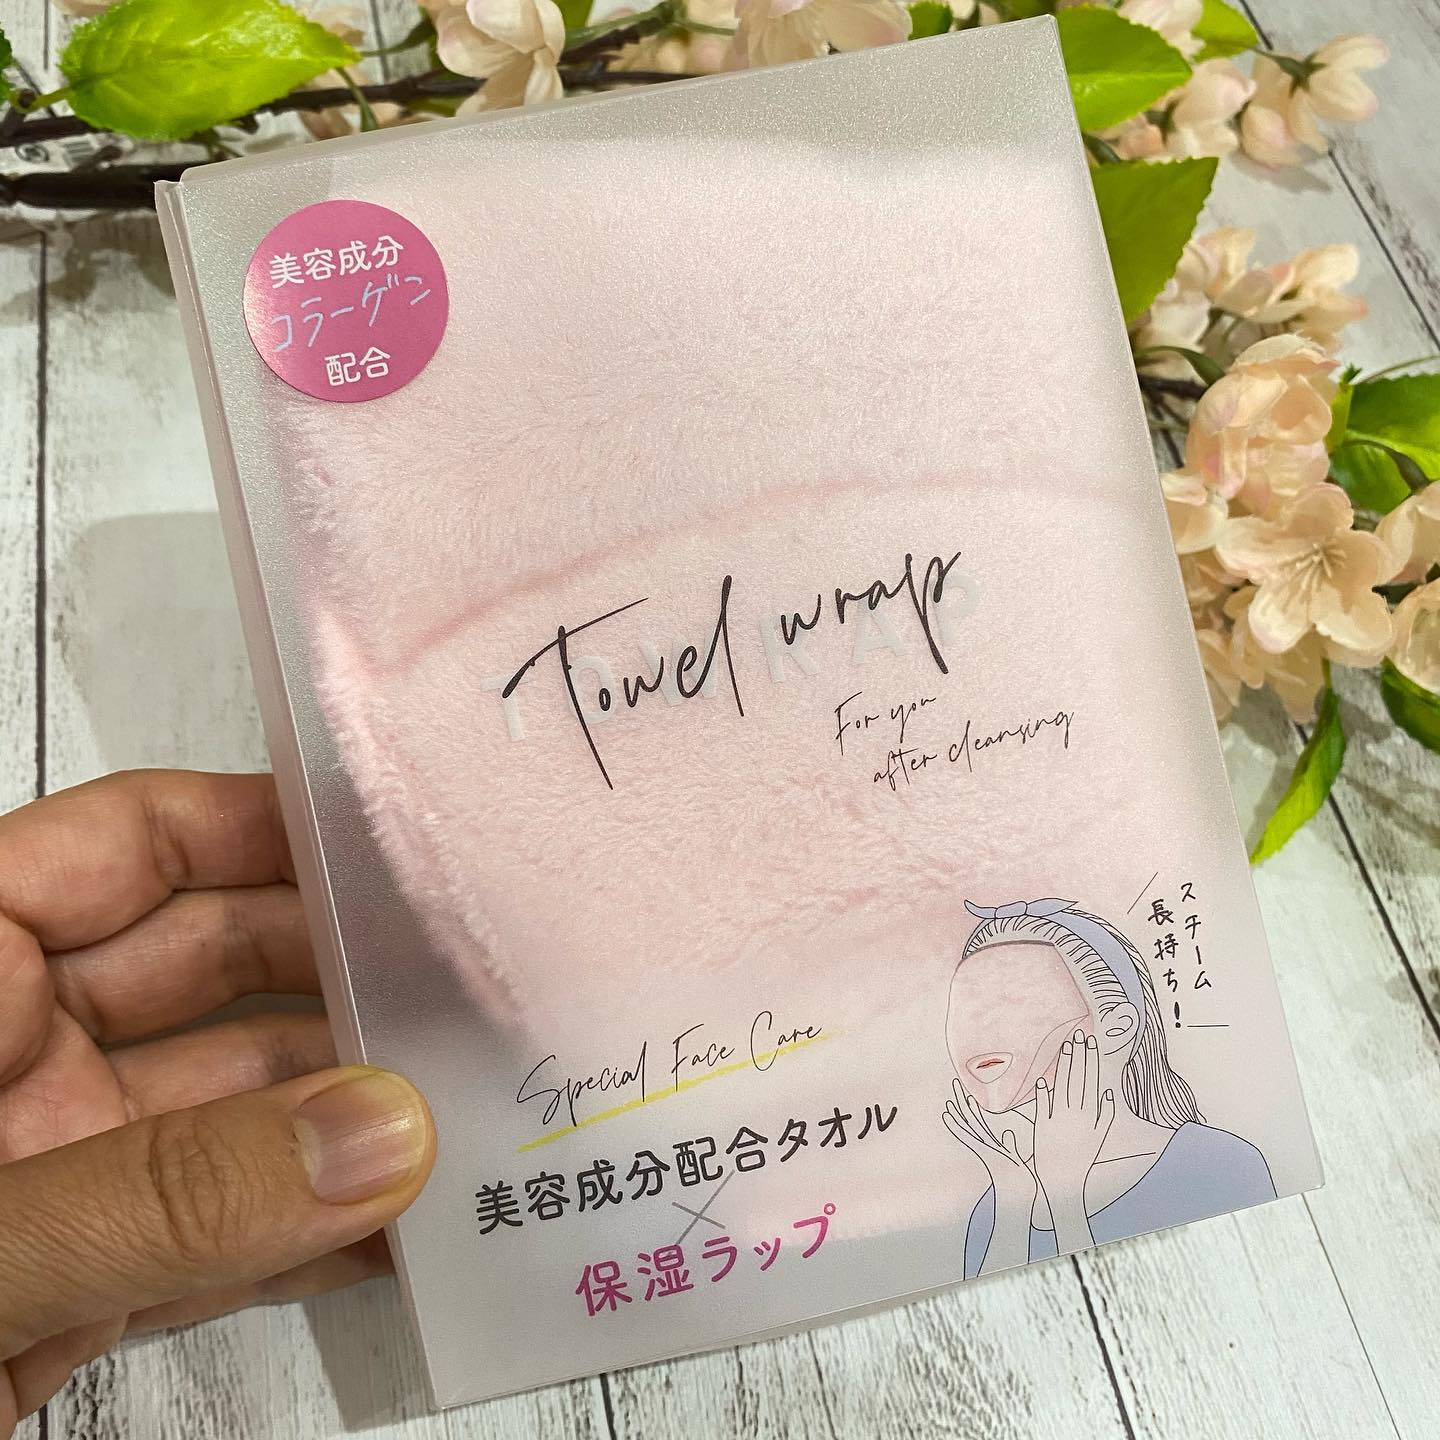 美容成分
コラーゲン
配合
Towel wrap
TOWRAP
For you
after cleansing
スチーム
長持ち!
Special Face Care
美容成分配合タオル
×
保湿ラップ